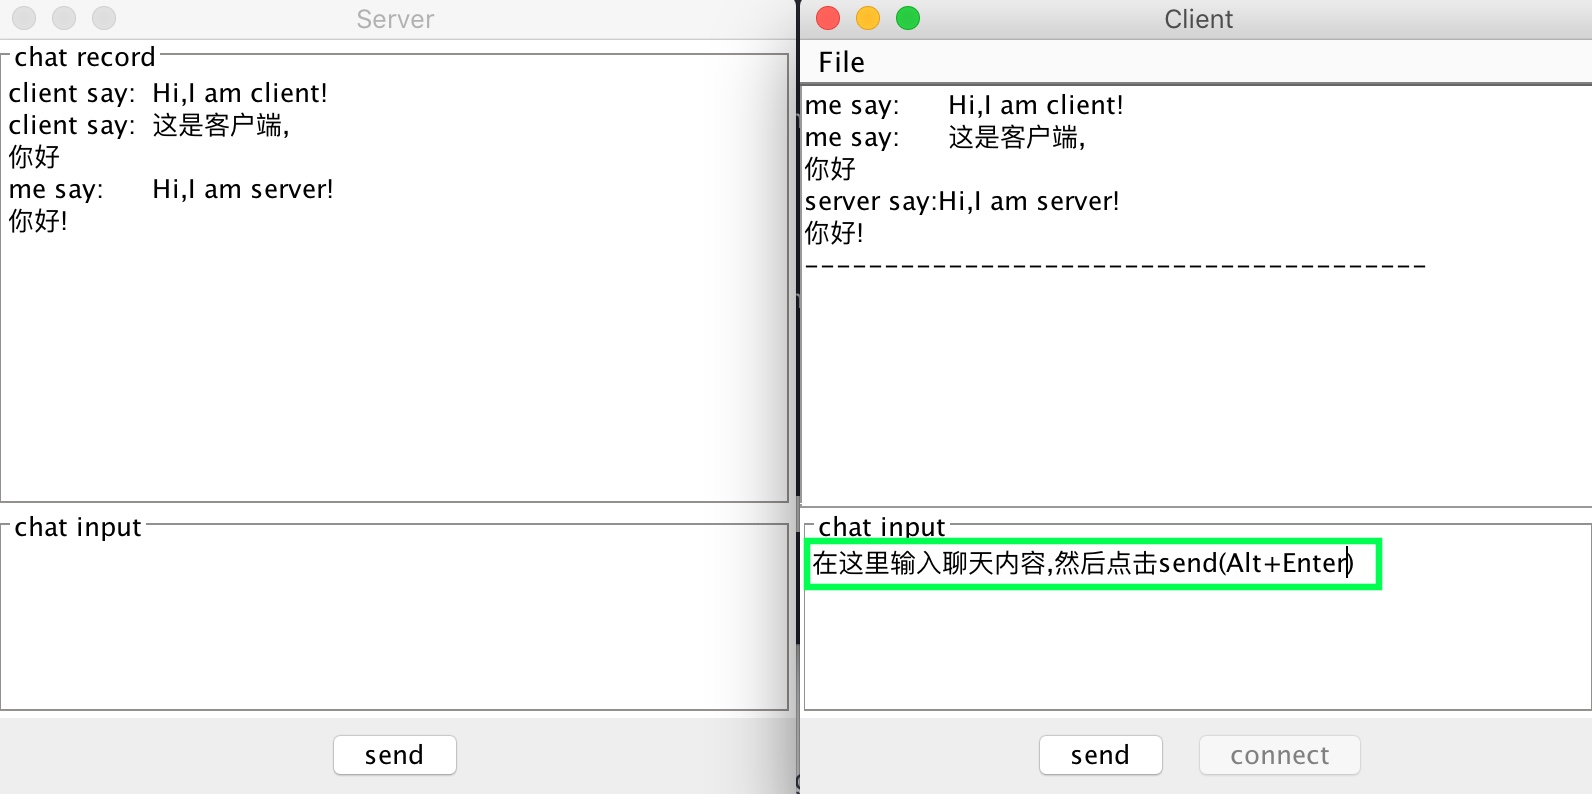 Server
chat record
client say:  Hi,I am client!
client say:  这是客户端,
你好
me say:      Hi,I am server!
你好!
chat input
send
Client
File
me say:      Hi,I am client!
me say:      这是客户端,
你好
server say:Hi,I am server!
你好!
---------------------------------------
chat input
在这里输入聊天内容,然后点击send(Alt+Enter)
send
connect